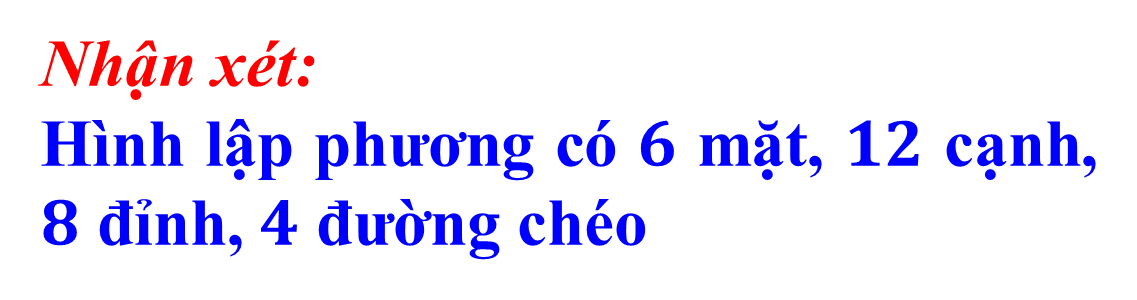 Nhận xét:
Hình lập phương có 6 mặt, 12 cạnh,
8 đỉnh, 4 đường chéo